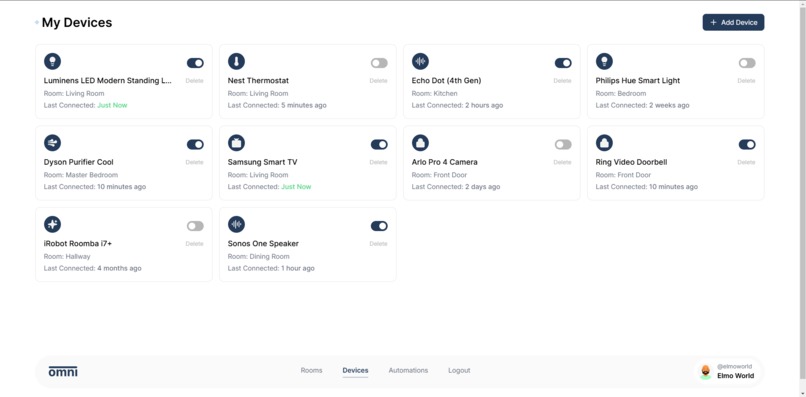 My Devices
+ Add Device
Luminens LED Modern Standing L...
Delete
Room: Living Room
Last Connected: Just Now
Nest Thermostat
Delete
Room: Living Room
Last Connected: 5 minutes ago
Echo Dot (4th Gen)
Delete
Room: Kitchen
Last Connected: 2 hours ago
Philips Hue Smart Light
Delete
Room: Bedroom
Last Connected: 2 weeks ago
Dyson Purifier Cool
Delete
Room: Master Bedroom
Last Connected: 10 minutes ago
Samsung Smart TV
Delete
Room: Living Room
Last Connected: Just Now
Arlo Pro 4 Camera
Delete
Room: Front Door
Last Connected: 2 days ago
Ring Video Doorbell
Delete
Room: Front Door
Last Connected: 10 minutes ago
iRobot Roomba i7+
Delete
Room: Hallway
Last Connected: 4 months ago
Sonos One Speaker
Delete
Room: Dining Room
Last Connected: 1 hour ago
omni
Rooms
Devices
Automations
Logout
@elmoworld
Elmo World